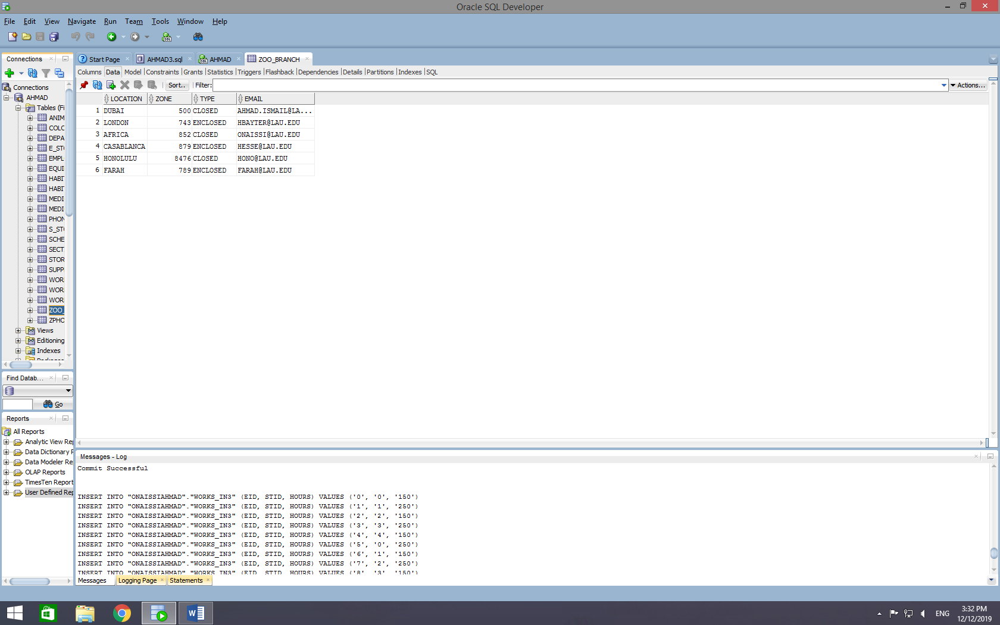 Oracle SQL Developer
File Edit View Navigate Run Team Tools Window Help
Connections
Start Page AHMAD3.sql AHMAD ZOO_BRANCH
Columns Data Model Constraints Grants Statistics Triggers Flashback Dependencies Details Partitions Indexes SQL
Sort.. Filter: Actions...
Connections
AHMAD
Tables (Fi
ANIM
COLC
DEPA
E_ST
EMPL
EQUI
HABI
HABI
MEDI
MEDI
PHON
S_ST
SCHE
SECT
STOR
SUPP
WOR
WOR
WOR
ZOO_
ZPHO
Views
Editioning
Indexes
LOCATION ZONE TYPE EMAIL
1 DUBAI 500 CLOSED AHMAD.ISMAIL@LA...
2 LONDON 743 ENCLOSED HBAYTER@LAU.EDU
3 AFRICA 852 CLOSED ONAISSI@LAU.EDU
4 CASABLANCA 879 ENCLOSED HESSE@LAU.EDU
5 HONOLULU 8476 CLOSED HONO@LAU.EDU
6 FARAH 789 ENCLOSED FARAH@LAU.EDU
Find Datab...
Go
Reports
All Reports
Analytic View Rep
Data Dictionary R
Data Modeler Re
OLAP Reports
TimesTen Report
User Defined Rep
Messages - Log
Commit Successful
INSERT INTO "ONAISSIAHMAD"."WORKS_IN3" (EID, STID, HOURS) VALUES ('0', '0', '150')
INSERT INTO "ONAISSIAHMAD"."WORKS_IN3" (EID, STID, HOURS) VALUES ('1', '1', '250')
INSERT INTO "ONAISSIAHMAD"."WORKS_IN3" (EID, STID, HOURS) VALUES ('2', '2', '150')
INSERT INTO "ONAISSIAHMAD"."WORKS_IN3" (EID, STID, HOURS) VALUES ('3', '3', '250')
INSERT INTO "ONAISSIAHMAD"."WORKS_IN3" (EID, STID, HOURS) VALUES ('4', '4', '150')
INSERT INTO "ONAISSIAHMAD"."WORKS_IN3" (EID, STID, HOURS) VALUES ('5', '0', '250')
INSERT INTO "ONAISSIAHMAD"."WORKS_IN3" (EID, STID, HOURS) VALUES ('6', '1', '150')
INSERT INTO "ONAISSIAHMAD"."WORKS_IN3" (EID, STID, HOURS) VALUES ('7', '2', '250')
INSERT INTO "ONAISSIAHMAD"."WORKS_IN3" (EID, STID, HOURS) VALUES ('8', '3', '150')
Messages Logging Page Statements
ENG
3:32 PM
12/12/2019